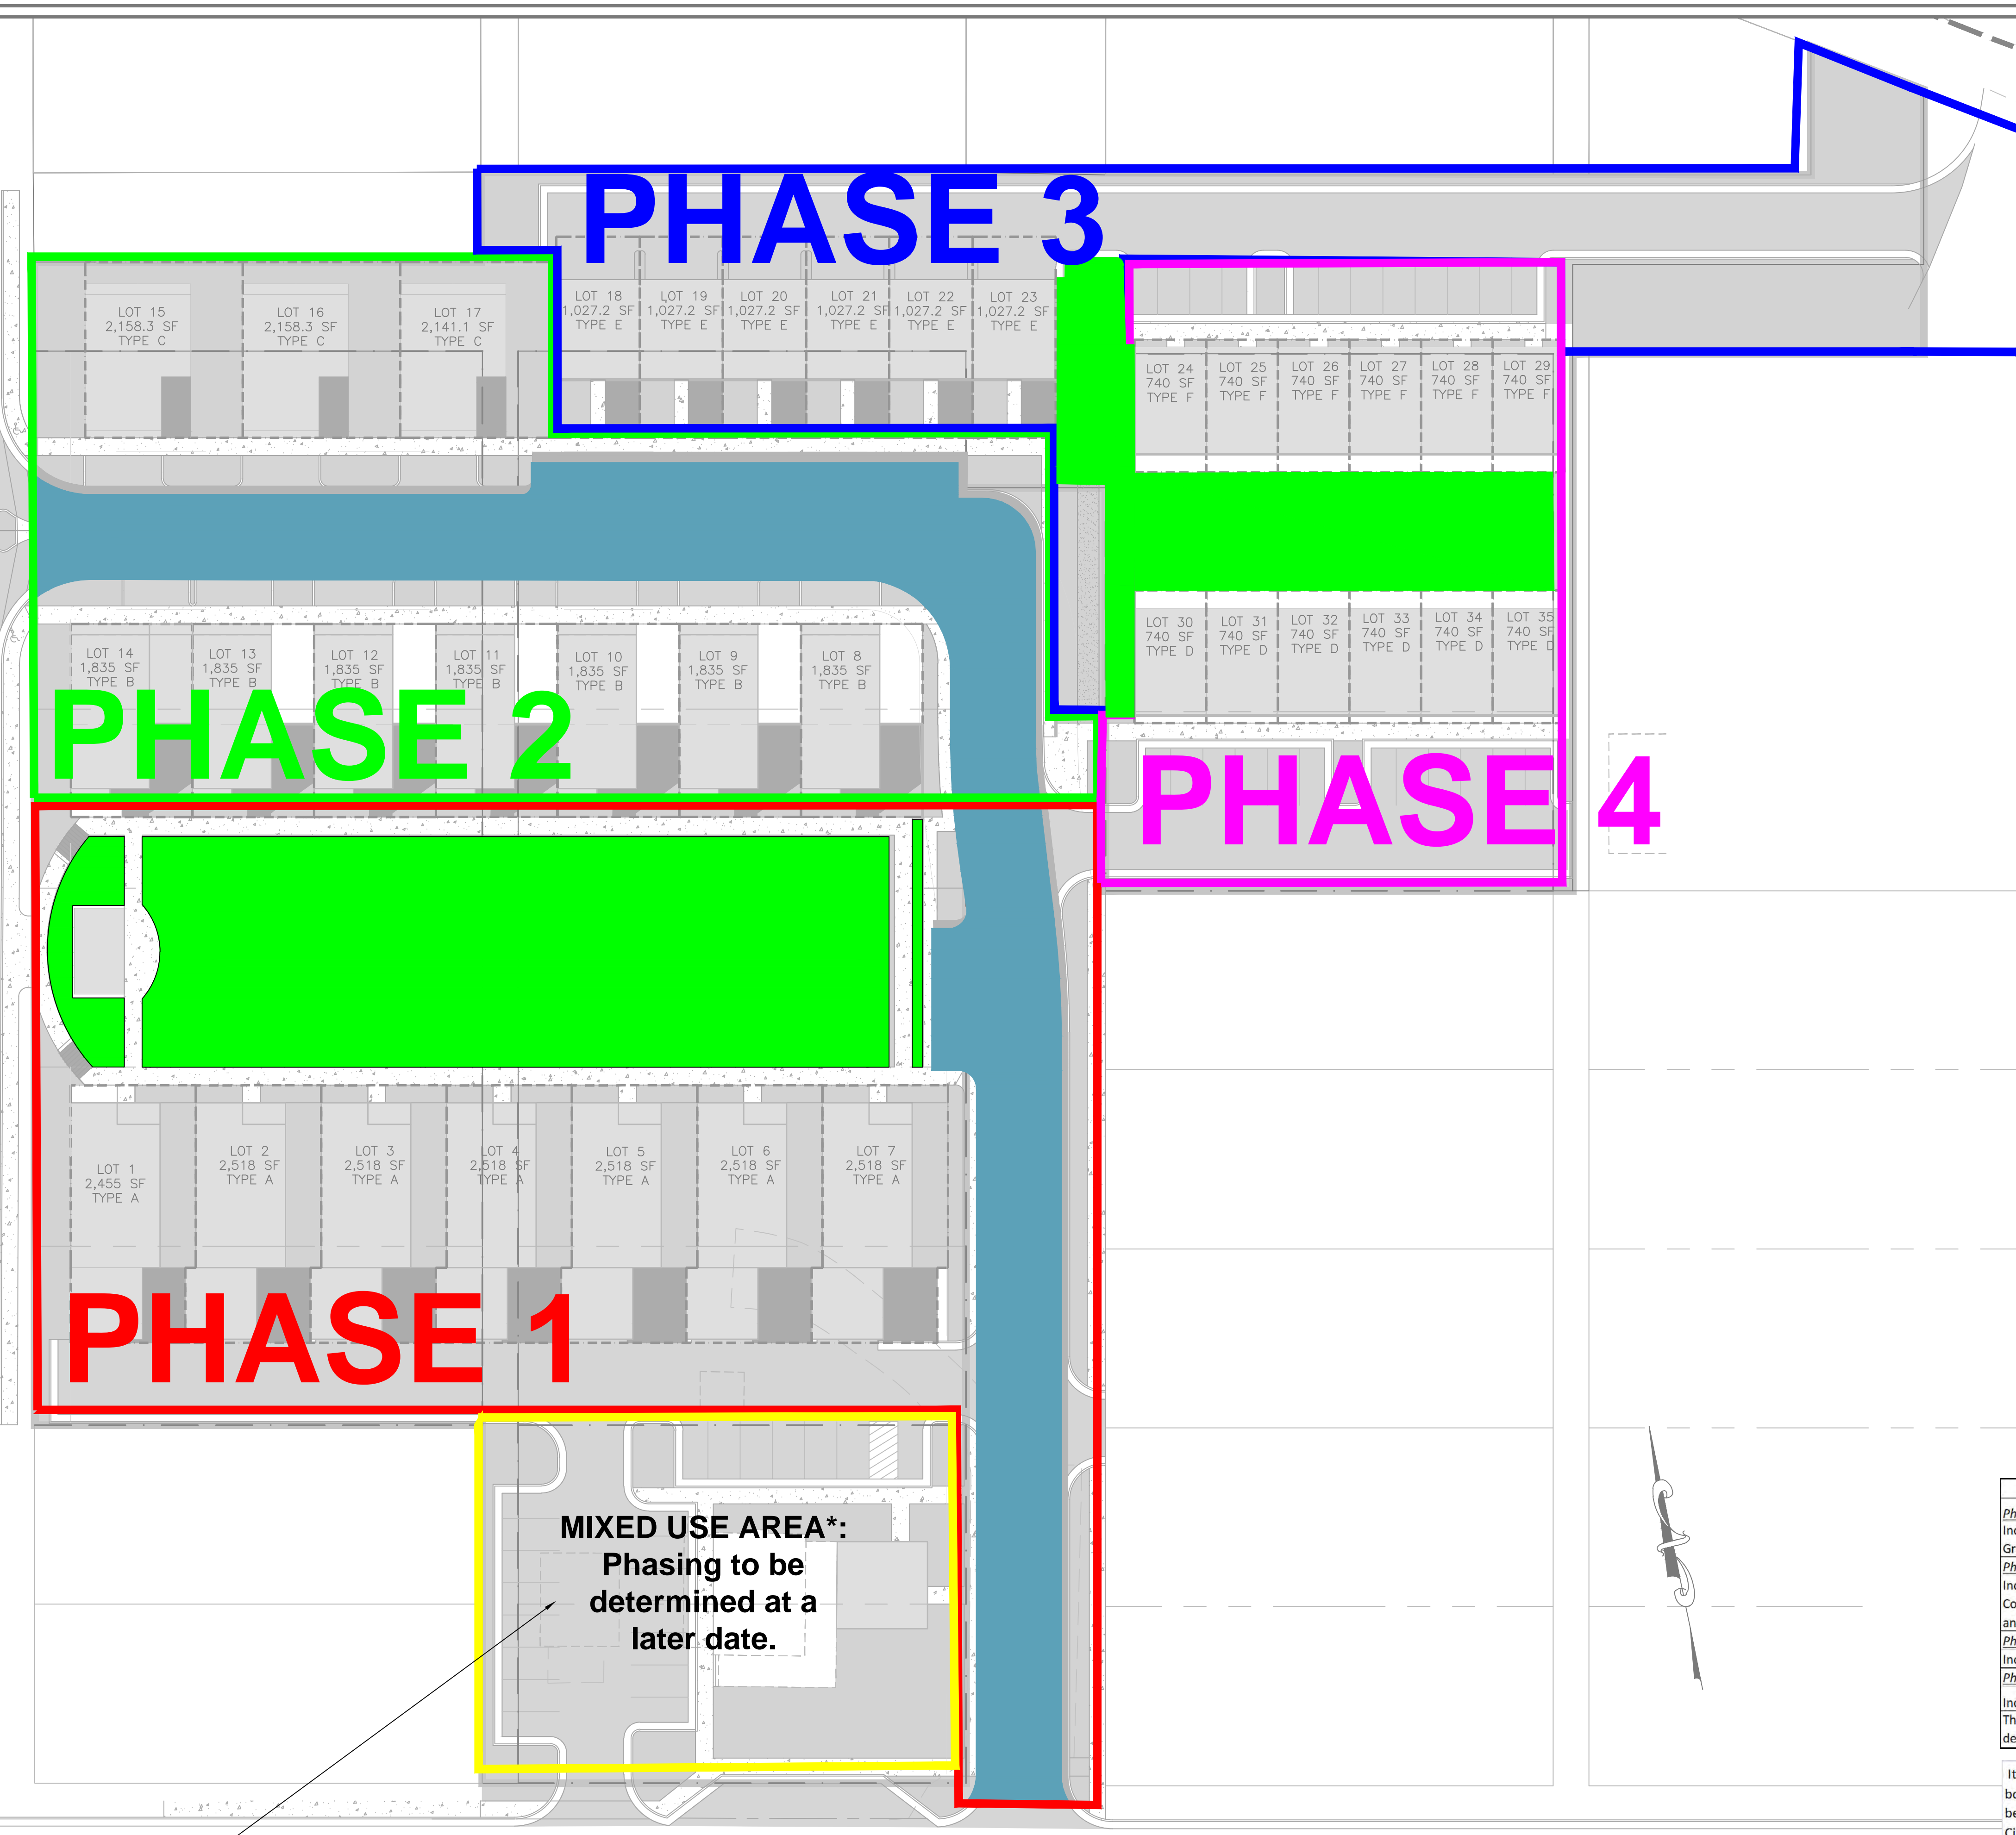 PHASE 3
LOT 15
2,158.3 SF
TYPE C
LOT 16
2,158.3 SF
TYPE C
LOT 17
2,141.1 SF
TYPE C
LOT 18
1,027.2 SF
TYPE E
LOT 19
1,027.2 SF
TYPE E
LOT 20
1,027.2 SF
TYPE E
LOT 21
1,027.2 SF
TYPE E
LOT 22
1,027.2 SF
TYPE E
LOT 23
1,027.2 SF
TYPE E
LOT 24
740 SF
TYPE F
LOT 25
740 SF
TYPE F
LOT 26
740 SF
TYPE F
LOT 27
740 SF
TYPE F
LOT 28
740 SF
TYPE F
LOT 29
740 SF
TYPE F
LOT 14
1,835 SF
TYPE B
LOT 13
1,835 SF
TYPE B
LOT 12
1,835 SF
TYPE B
LOT 11
1,835 SF
TYPE B
LOT 10
1,835 SF
TYPE B
LOT 9
1,835 SF
TYPE B
LOT 8
1,835 SF
TYPE B
LOT 30
740 SF
TYPE D
LOT 31
740 SF
TYPE D
LOT 32
740 SF
TYPE D
LOT 33
740 SF
TYPE D
LOT 34
740 SF
TYPE D
LOT 35
740 SF
TYPE D
PHASE 2
PHASE 4
LOT 1
2,455 SF
TYPE A
LOT 2
2,518 SF
TYPE A
LOT 3
2,518 SF
TYPE A
LOT 4
2,518 SF
TYPE A
LOT 5
2,518 SF
TYPE A
LOT 6
2,518 SF
TYPE A
LOT 7
2,518 SF
TYPE A
PHASE 1
MIXED USE AREA*:
Phasing to be
determined at a
later date.